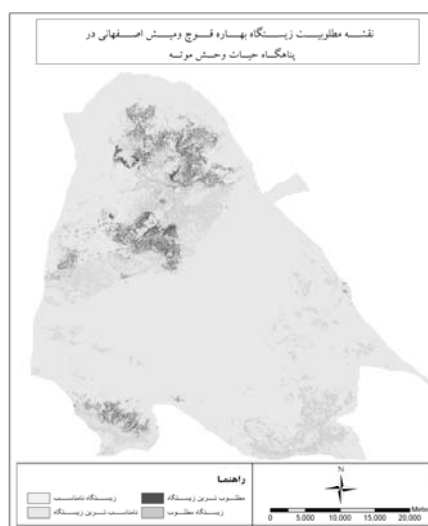 نقشه مطلوبیت زیستگاه بهاره قوچ ومیش اصفهانی در
پناهگاه حیات وحش موته
راهنما
مطلوب ترین زیستگاه
زیستگاه نامناسب
زیستگاه مطلوب
نامناسب ترین زیستگاه
N
Meters
0 5,000 10,000 15,000 20,000